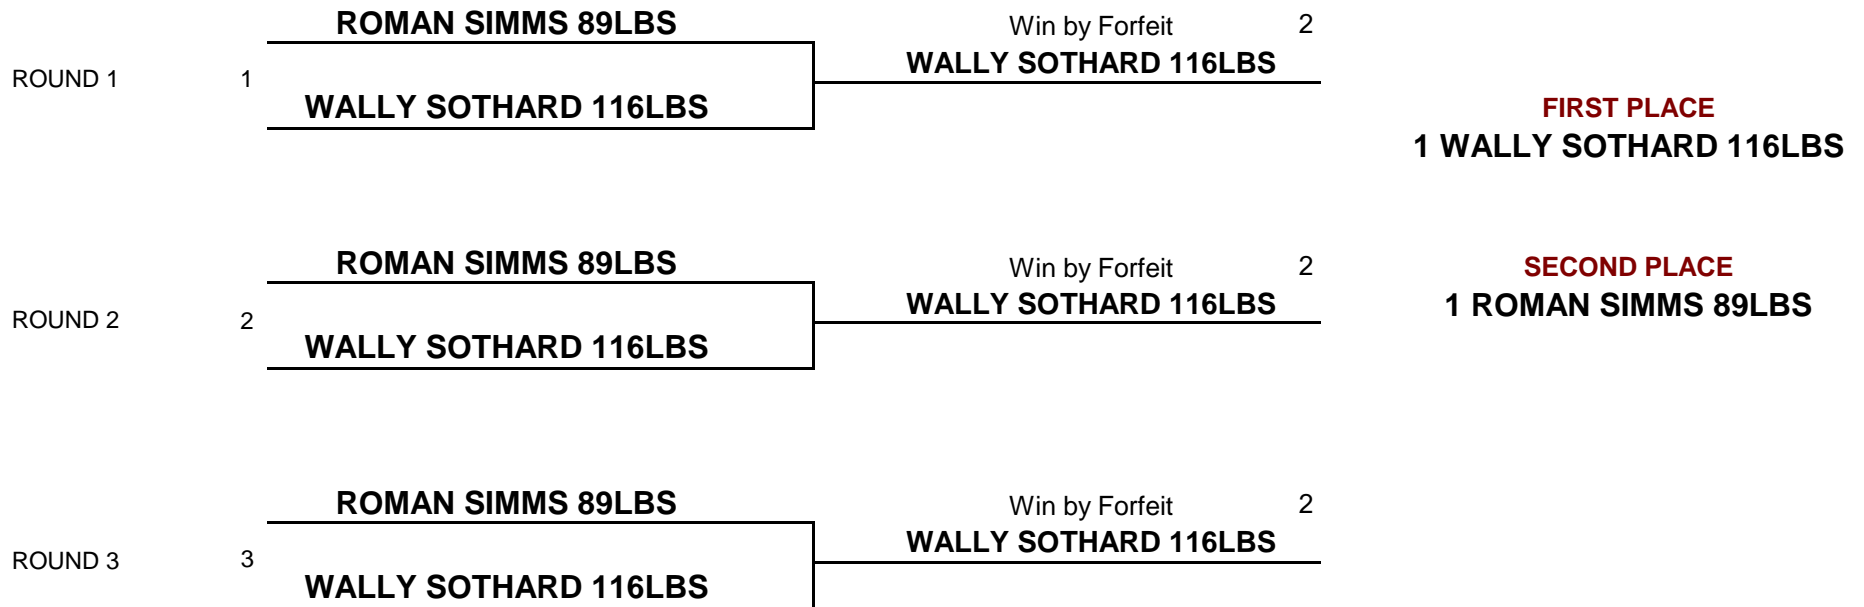 ROMAN SIMMS 89LBS
Win by Forfeit 2
WALLY SOTHARD 116LBS
ROUND 1 1
WALLY SOTHARD 116LBS
FIRST PLACE
1 WALLY SOTHARD 116LBS
ROMAN SIMMS 89LBS
Win by Forfeit 2
SECOND PLACE
WALLY SOTHARD 116LBS
1 ROMAN SIMMS 89LBS
ROUND 2 2
WALLY SOTHARD 116LBS
ROMAN SIMMS 89LBS
Win by Forfeit 2
WALLY SOTHARD 116LBS
ROUND 3 3
WALLY SOTHARD 116LBS